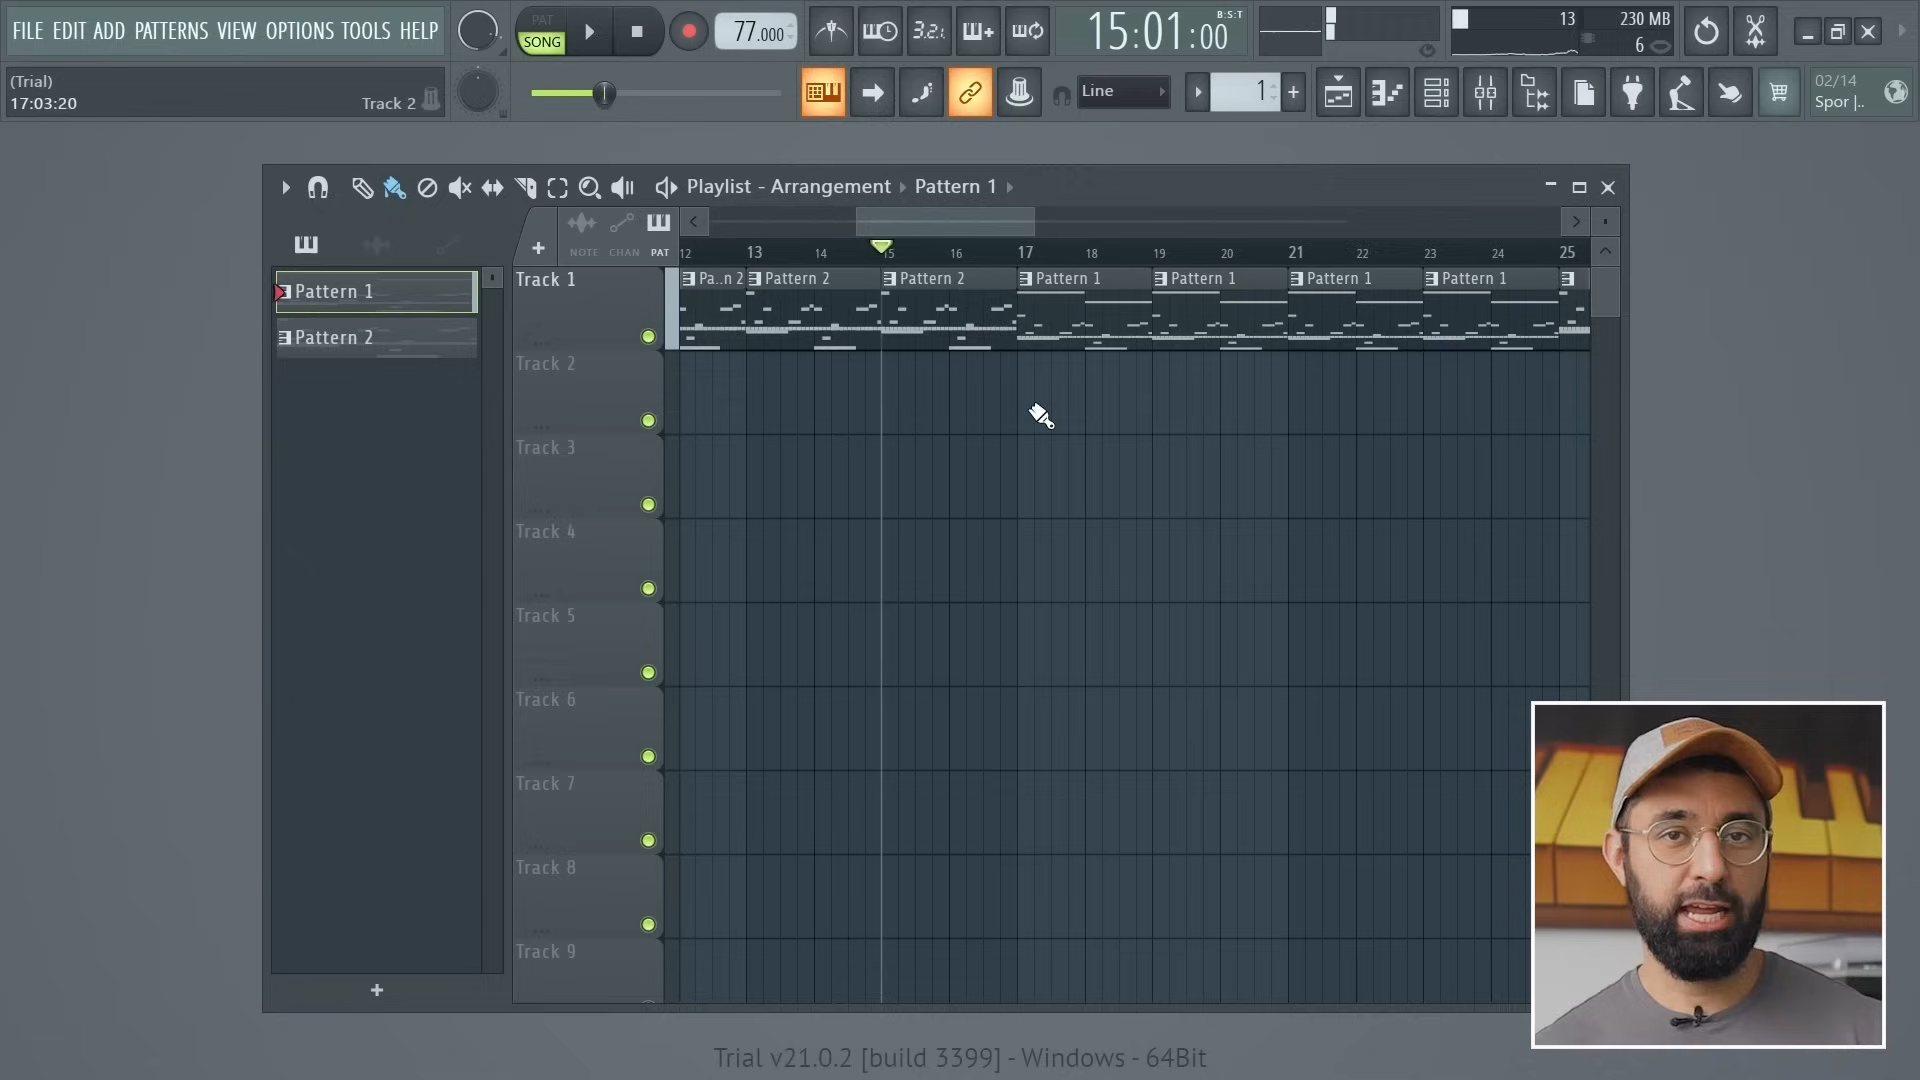 FILE EDIT ADD PATTERNS VIEW OPTIONS TOOLS HELP
PAT
SONG
77.000
3.2.
B:S:T
15:01:00
13
230 MB
6
(Trial)
17:03:20
Track 2
Line
1
02/14
Spor |..
Playlist - Arrangement Pattern 1
NOTE CHAN PAT
12 13 14 15 16 17 18 19 20 21 22 23 24 25
Pattern 1
Pattern 2
Track 1
Pa..n 2 Pattern 2 Pattern 2 Pattern 1 Pattern 1 Pattern 1 Pattern 1
Track 2
Track 3
Track 4
Track 5
Track 6
Track 7
Track 8
Track 9
Trial v21.0.2 [build 3399] - Windows - 64Bit